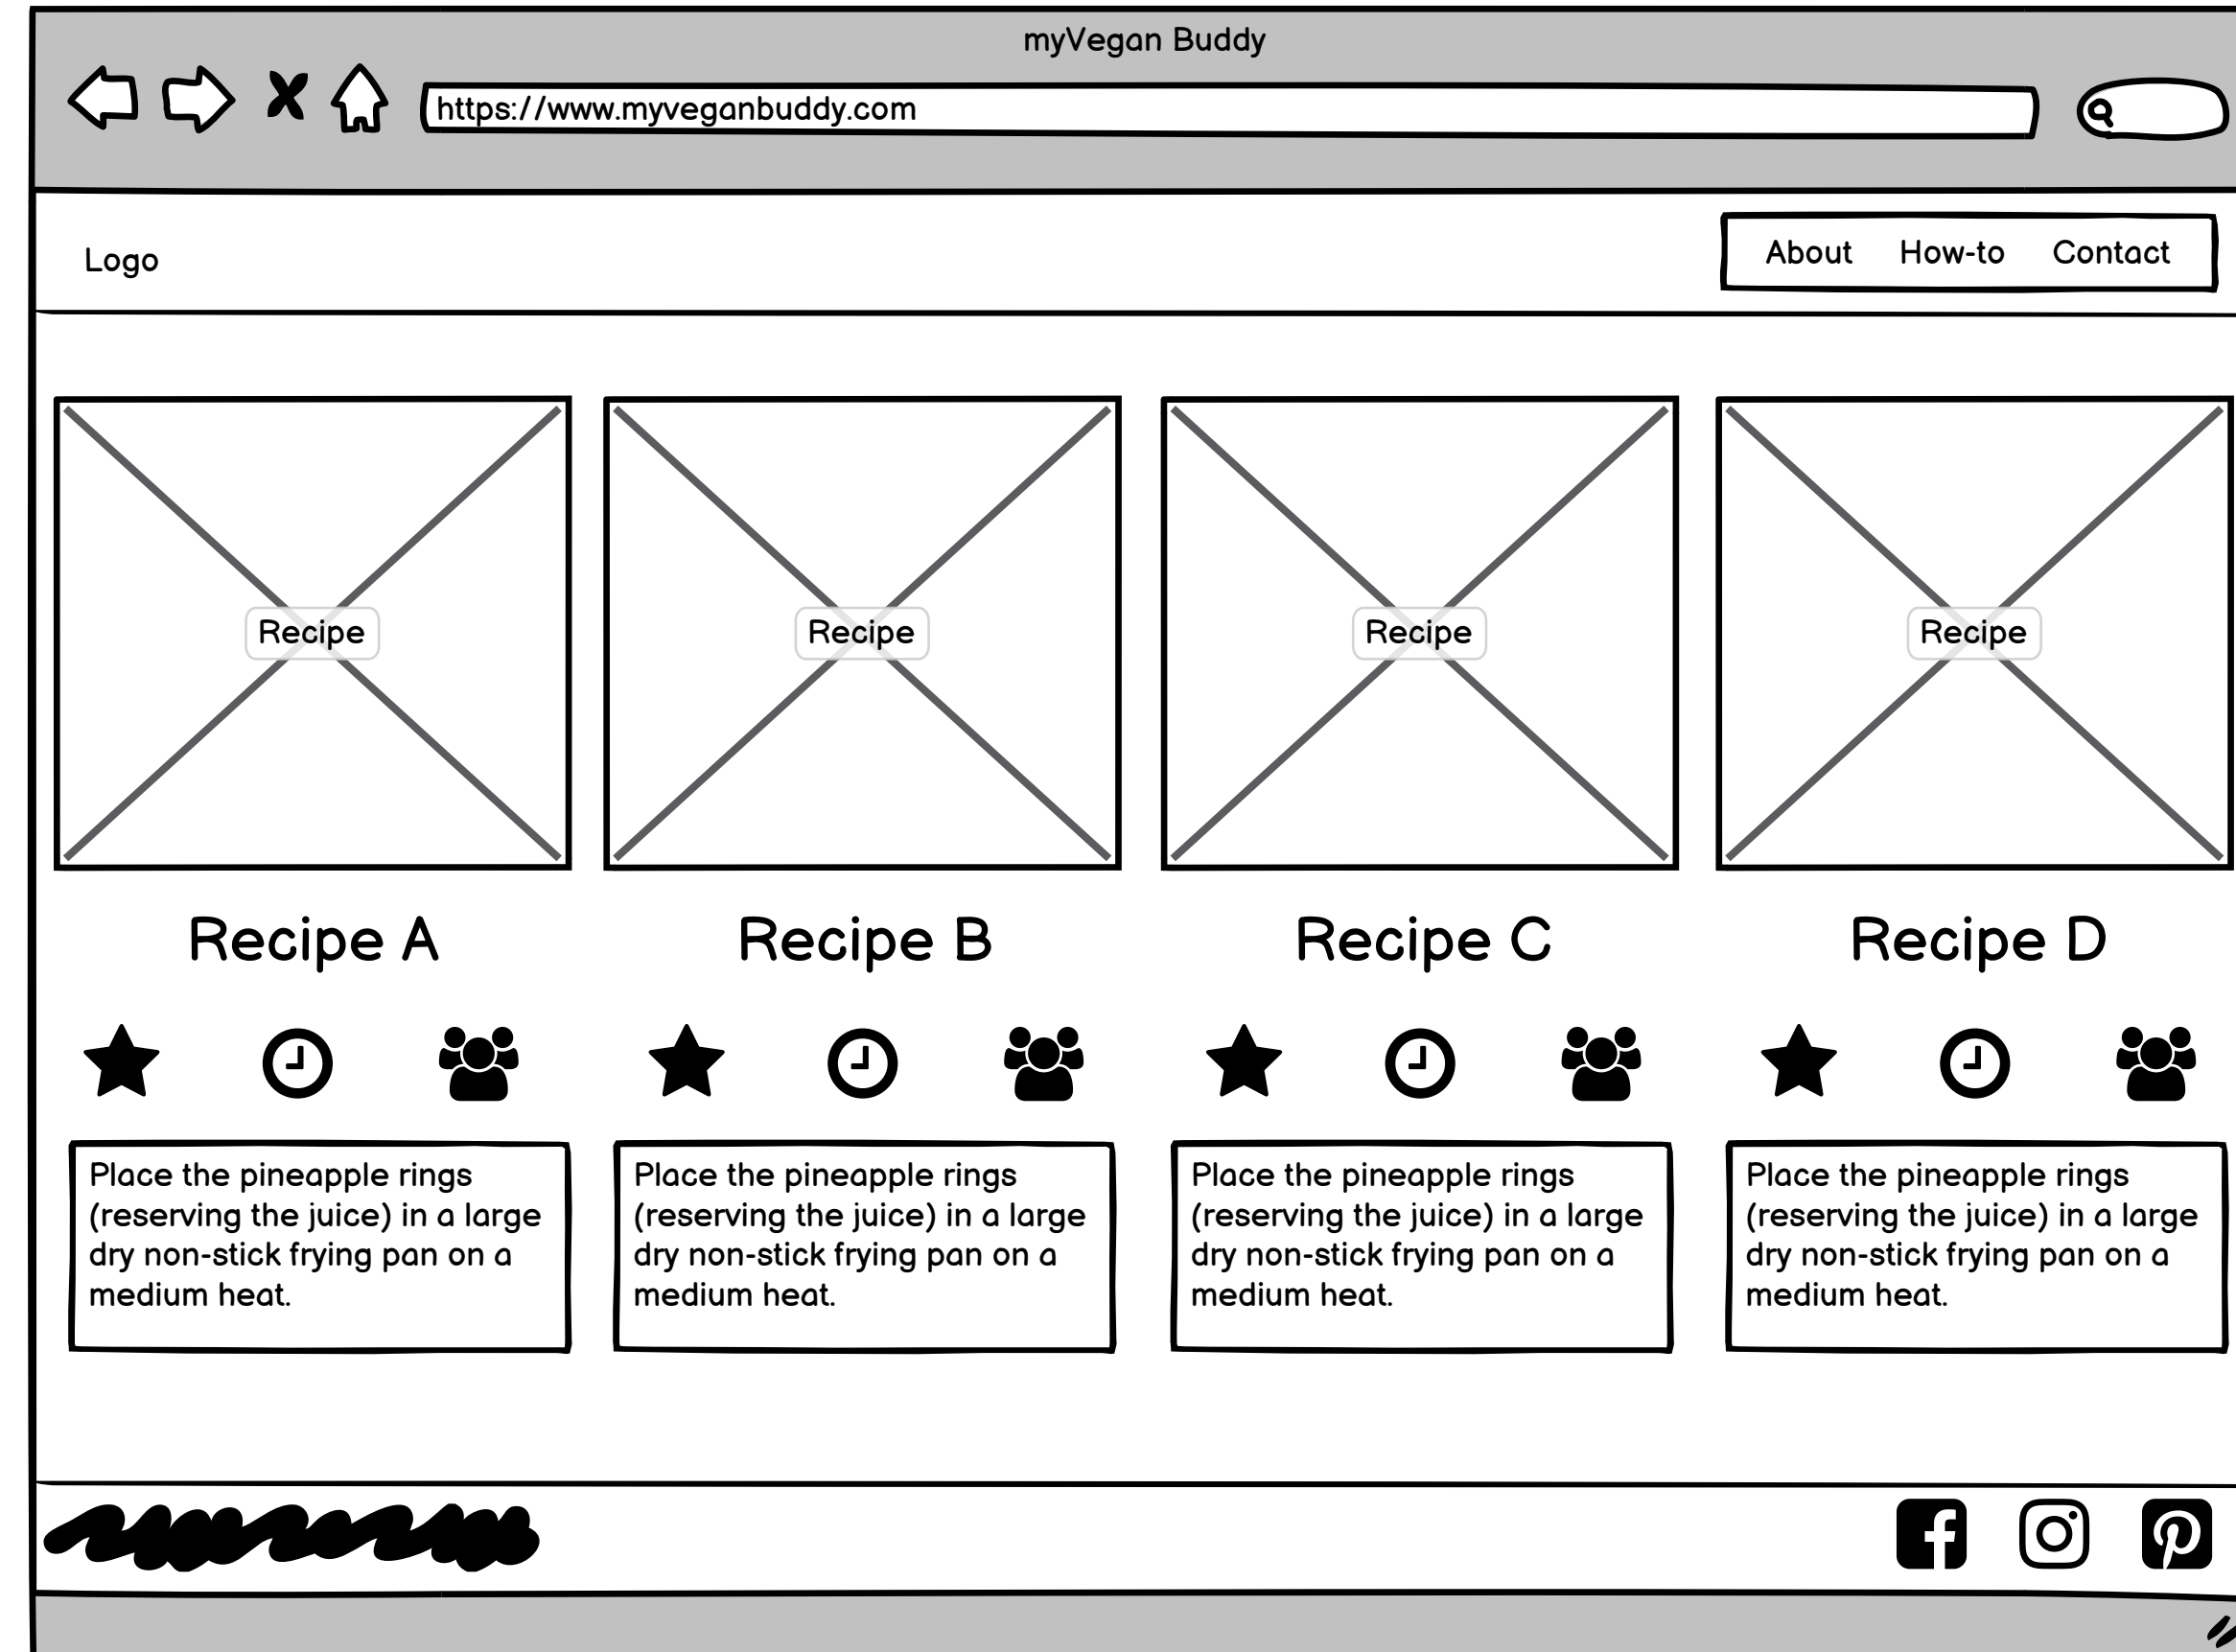 myVegan Buddy
https://www.myveganbuddy.com
Logo
About How-to Contact
Recipe Recipe Recipe Recipe
Recipe A
Recipe B
Recipe C
Recipe D
Place the pineapple rings
(reserving the juice) in a large
dry non-stick frying pan on a
medium heat.
Place the pineapple rings
(reserving the juice) in a large
dry non-stick frying pan on a
medium heat.
Place the pineapple rings
(reserving the juice) in a large
dry non-stick frying pan on a
medium heat.
Place the pineapple rings
(reserving the juice) in a large
dry non-stick frying pan on a
medium heat.